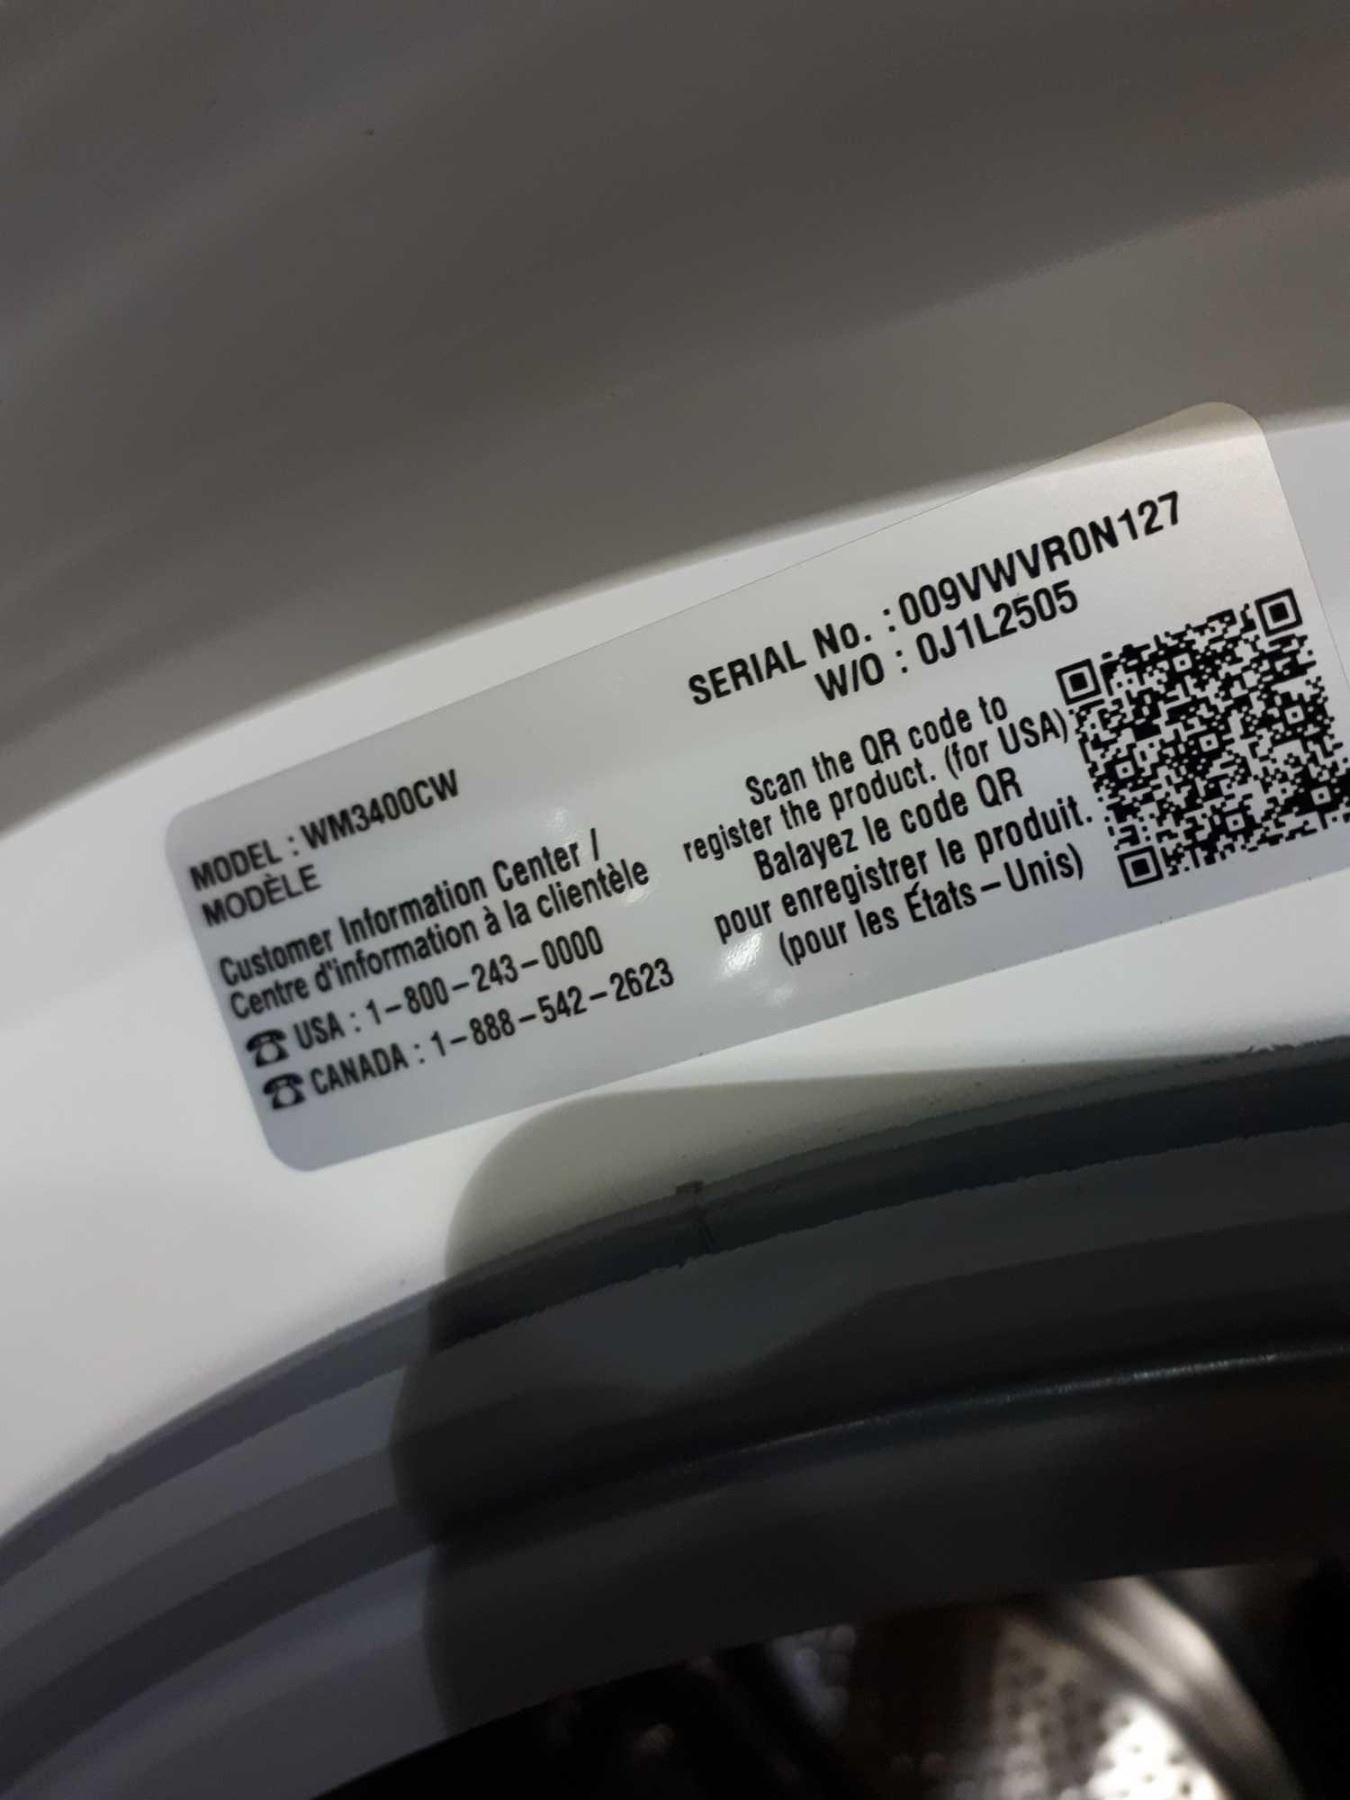 MODEL : WM3400CW
MODÈLE
Customer Information Center /
Centre d'information à la clientèle
☎ USA : 1–800–243–0000
☎ CANADA : 1–888–542–2623
SERIAL No. : 009VWVR0N127
W/O : 0J1L2505
Scan the QR code to
register the product. (for USA)
Balayez le code QR
pour enregistrer le produit.
(pour les États–Unis)